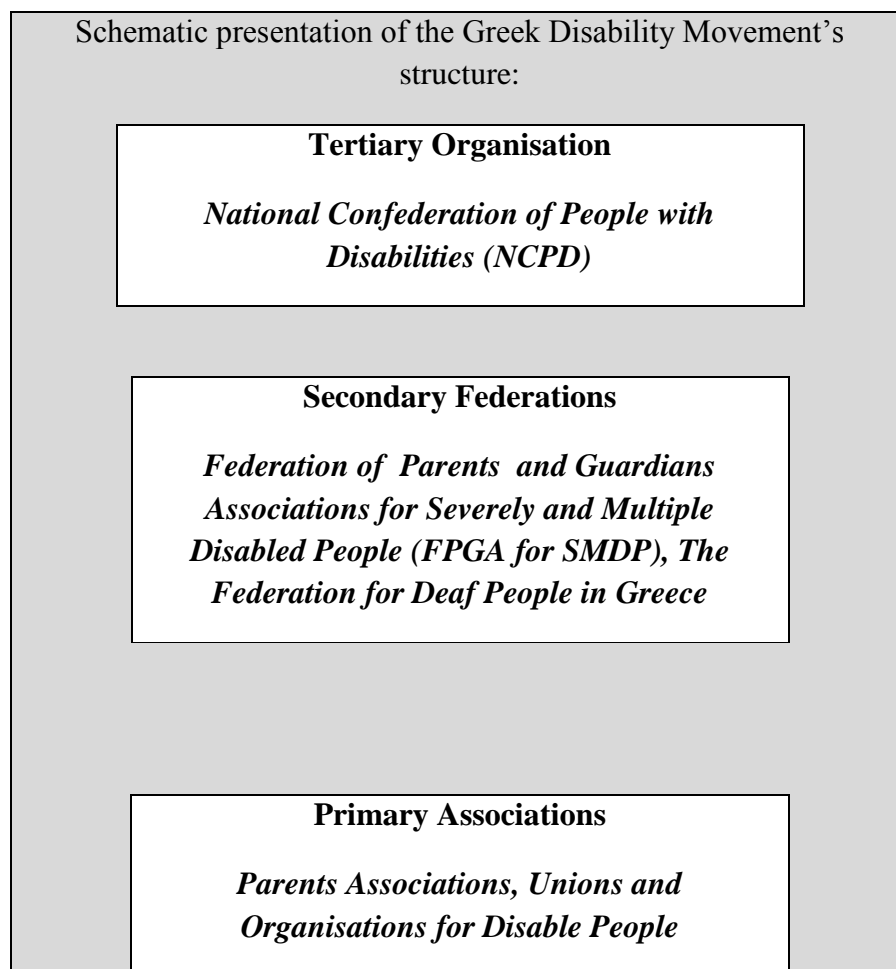 Schematic presentation of the Greek Disability Movement’s
structure:
Tertiary Organisation
National Confederation of People with
Disabilities (NCPD)
Secondary Federations
Federation of Parents and Guardians
Associations for Severely and Multiple
Disabled People (FPGA for SMDP), The
Federation for Deaf People in Greece
Primary Associations
Parents Associations, Unions and
Organisations for Disable People